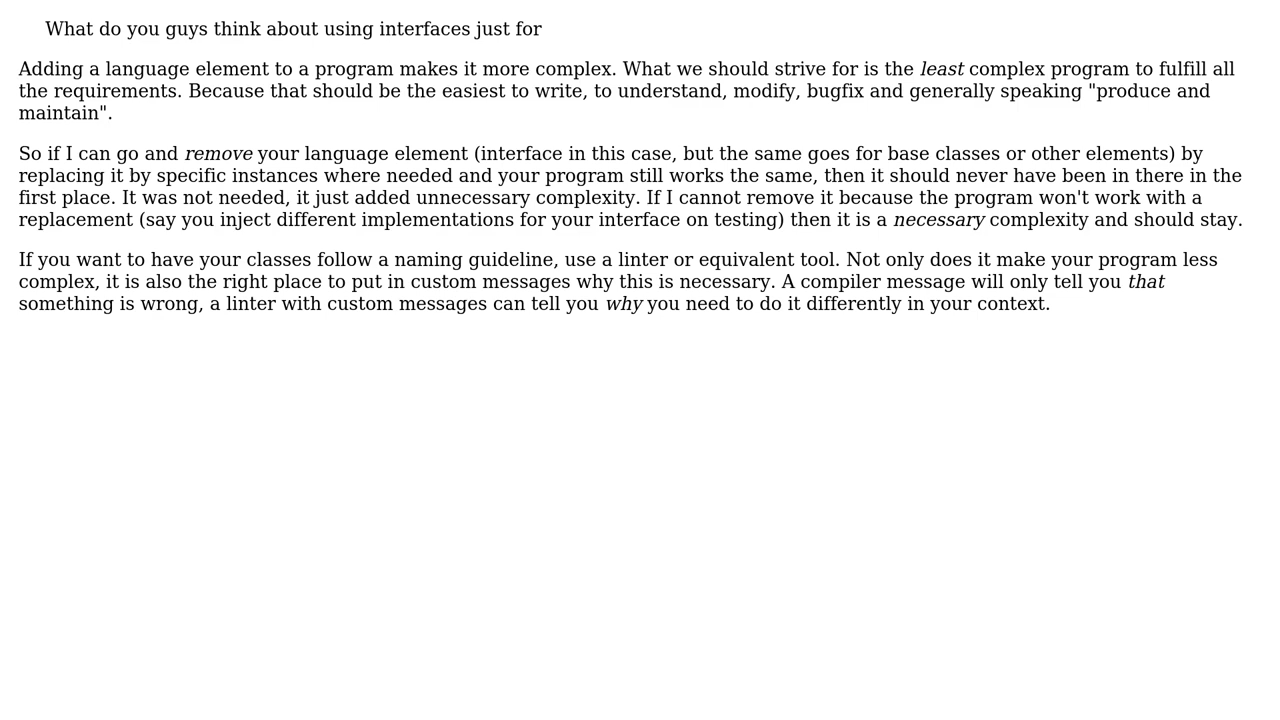 What do you guys think about using interfaces just for
Adding a language element to a program makes it more complex. What we should strive for is the least complex program to fulfill all
the requirements. Because that should be the easiest to write, to understand, modify, bugfix and generally speaking "produce and
maintain".
So if I can go and remove your language element (interface in this case, but the same goes for base classes or other elements) by
replacing it by specific instances where needed and your program still works the same, then it should never have been in there in the
first place. It was not needed, it just added unnecessary complexity. If I cannot remove it because the program won't work with a
replacement (say you inject different implementations for your interface on testing) then it is a necessary complexity and should stay.
If you want to have your classes follow a naming guideline, use a linter or equivalent tool. Not only does it make your program less
complex, it is also the right place to put in custom messages why this is necessary. A compiler message will only tell you that
something is wrong, a linter with custom messages can tell you why you need to do it differently in your context.